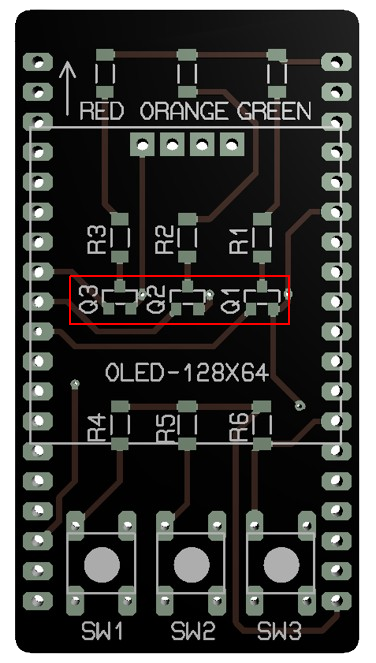 RED ORANGE GREEN
R3 R2 R1
Q3 Q2 Q1
OLED-128X64
R4 R5 R6
SW1 SW2 SW3